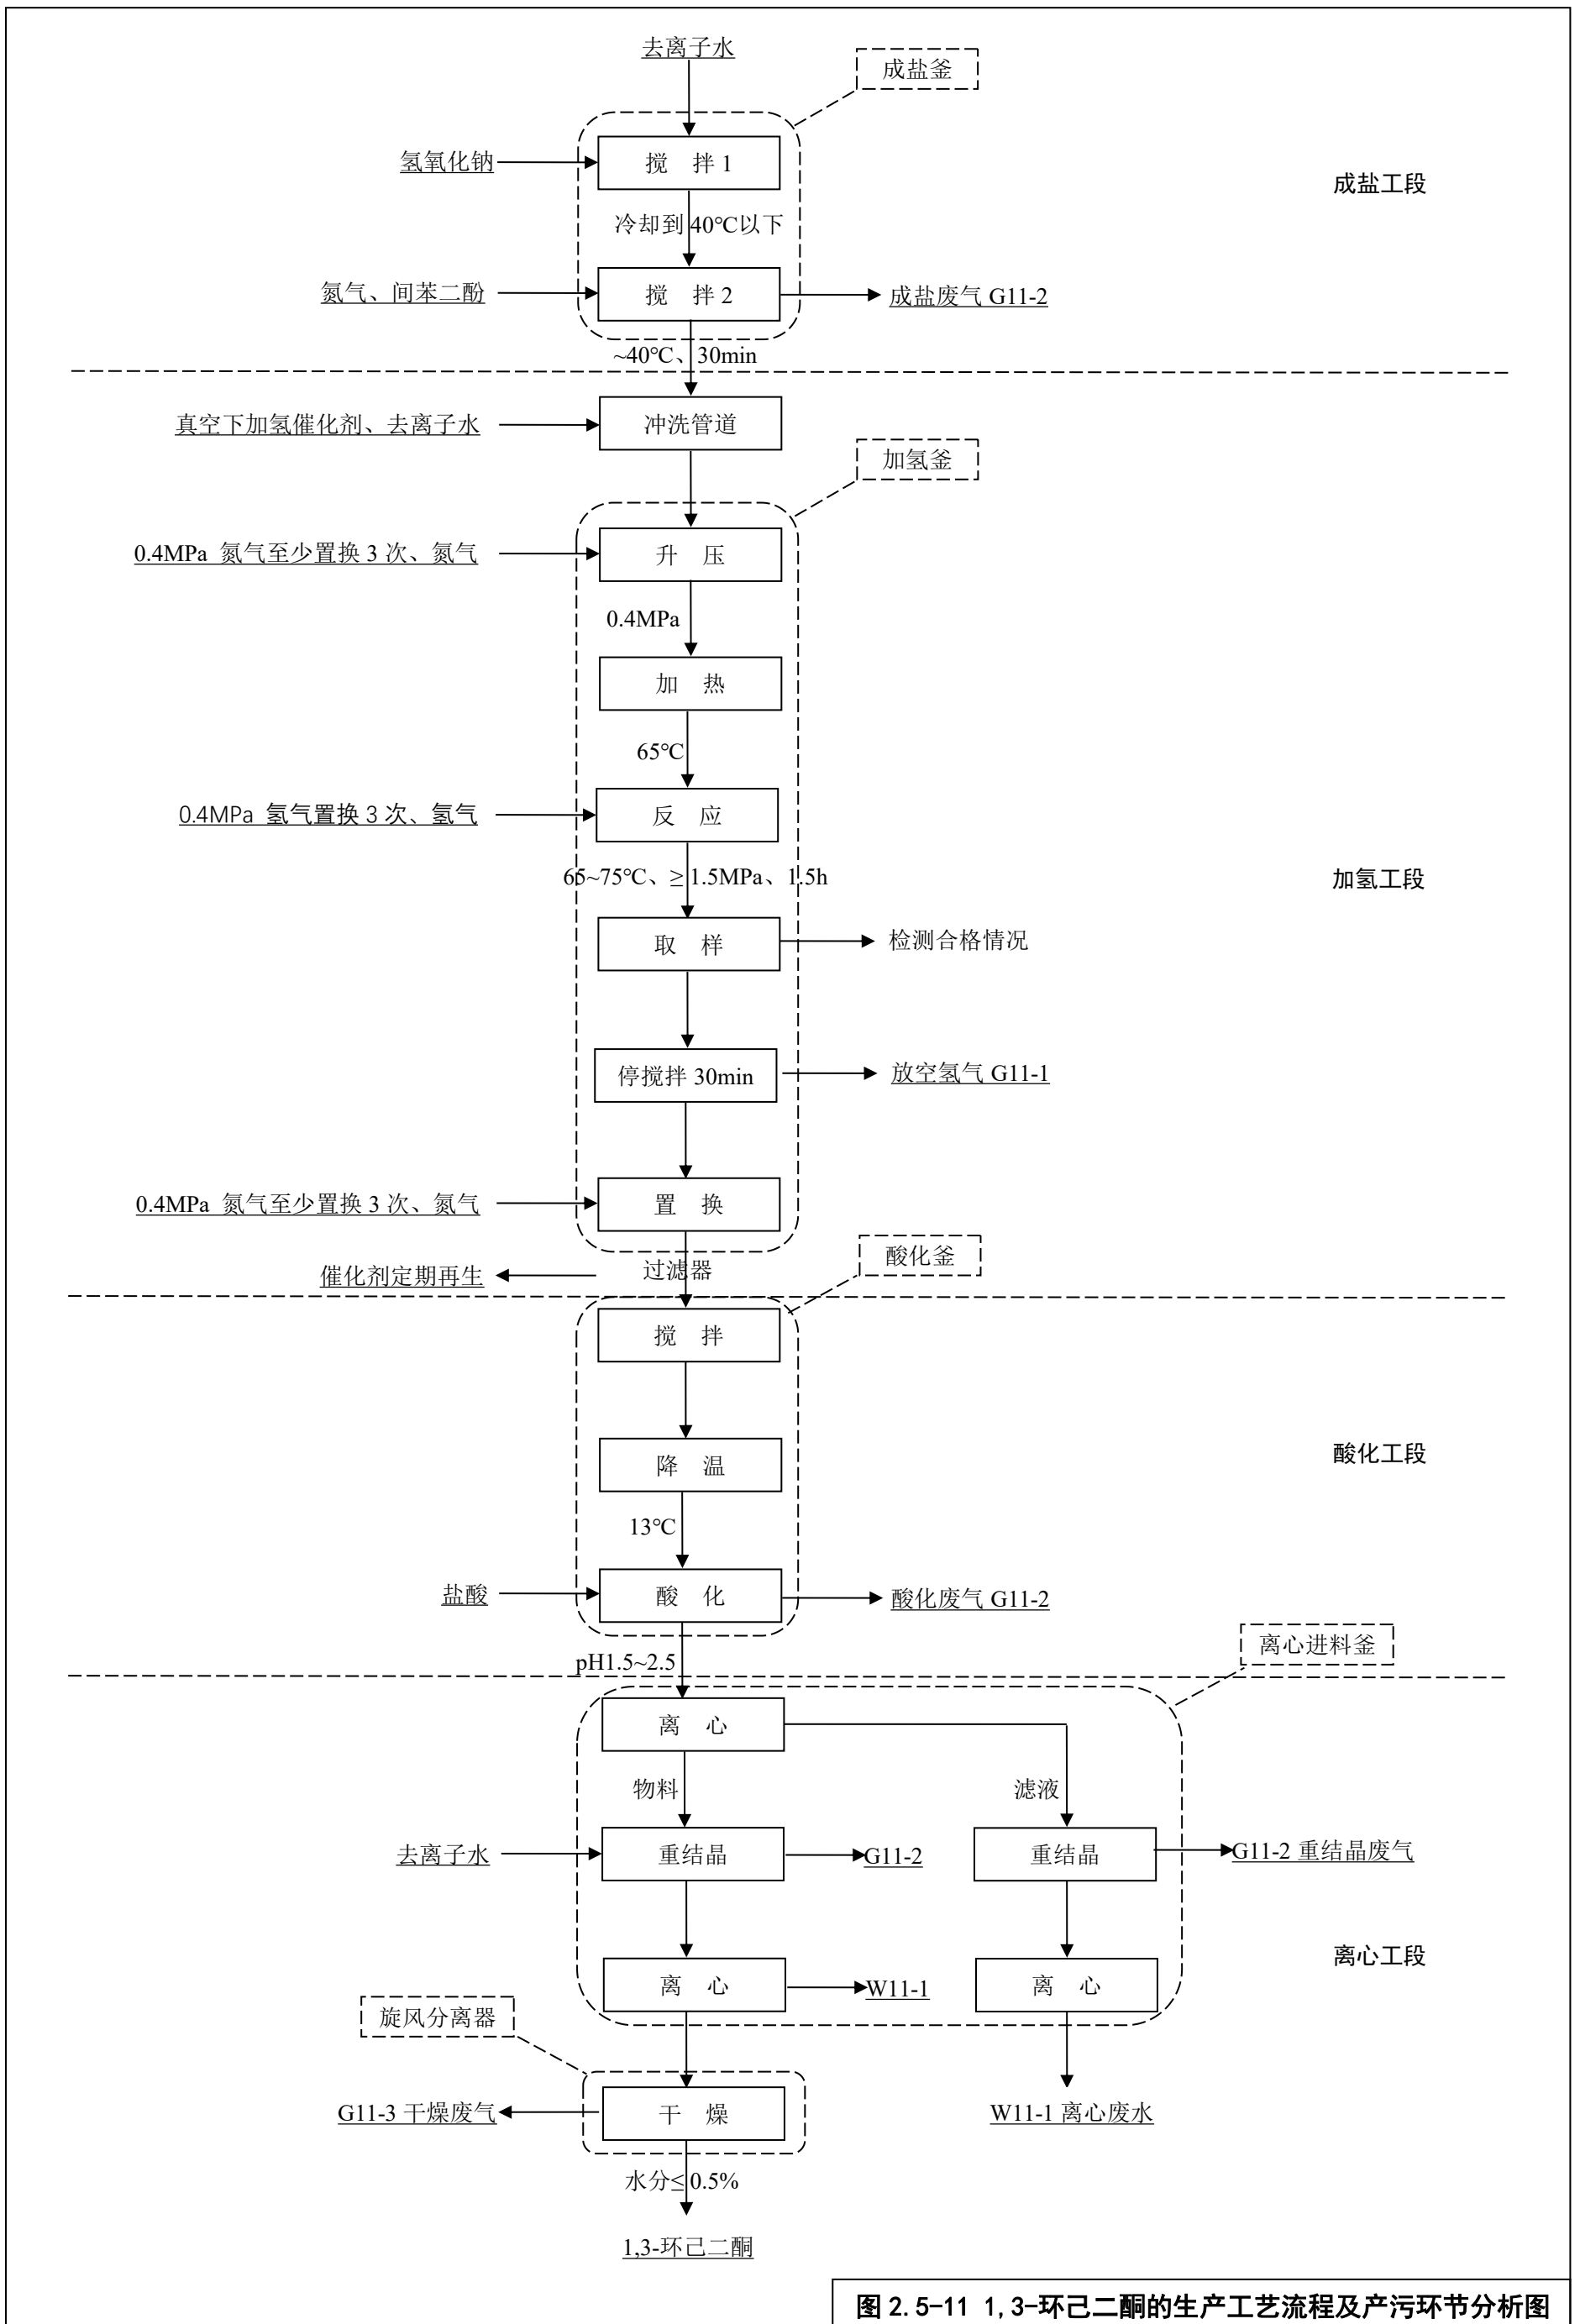 去离子水
成盐釜
氢氧化钠
搅 拌 1
成盐工段
冷却到 40℃以下
氮气、间苯二酚
搅 拌 2
成盐废气 G11-2
~40℃、30min
真空下加氢催化剂、去离子水
冲洗管道
加氢釜
0.4MPa 氮气至少置换 3 次、氮气
升 压
0.4MPa
加 热
65℃
0.4MPa 氢气置换 3 次、氢气
反 应
65~75℃、≥1.5MPa、1.5h
加氢工段
取 样
检测合格情况
停搅拌 30min
放空氢气 G11-1
0.4MPa 氮气至少置换 3 次、氮气
置 换
酸化釜
催化剂定期再生
过滤器
搅 拌
降 温
酸化工段
13℃
盐酸
酸 化
酸化废气 G11-2
离心进料釜
pH1.5~2.5
离 心
物料
滤液
去离子水
重结晶
G11-2
重结晶
G11-2 重结晶废气
离心工段
离 心
W11-1
离 心
旋风分离器
G11-3 干燥废气
干 燥
W11-1 离心废水
水分≤0.5%
1,3-环己二酮
图 2.5-11 1,3-环己二酮的生产工艺流程及产污环节分析图